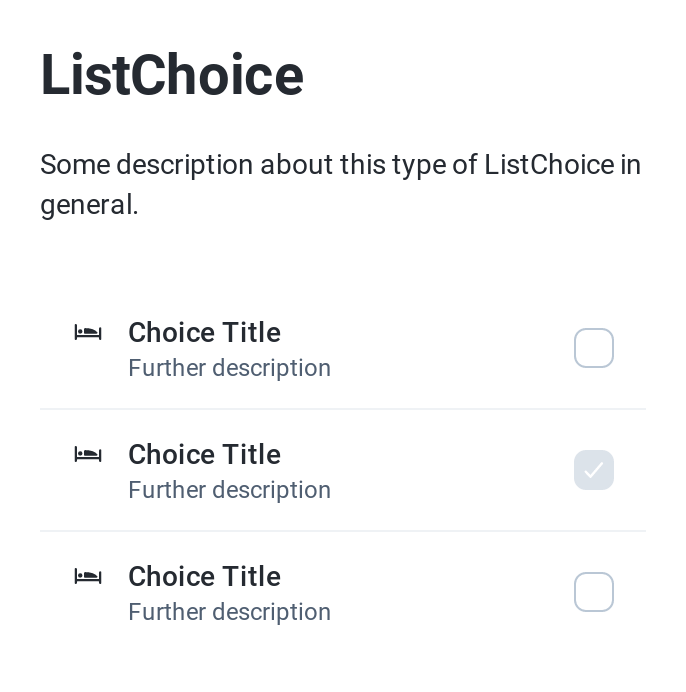 ListChoice
Some description about this type of ListChoice in
general.
Choice Title
Further description
Choice Title
Further description
Choice Title
Further description